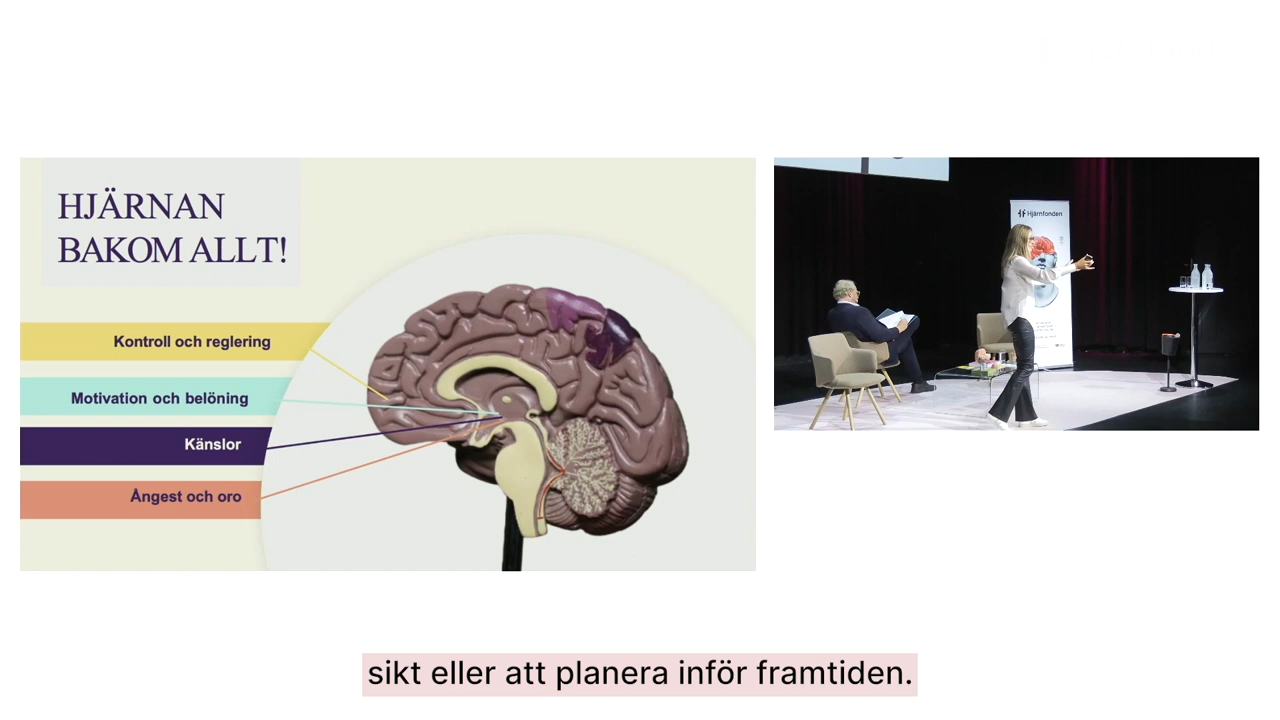 HJÄRNAN
BAKOM ALLT!
Kontroll och reglering
Motivation och belöning
Känslor
Ångest och oro
Hjärnfonden
sikt eller att planera inför framtiden.